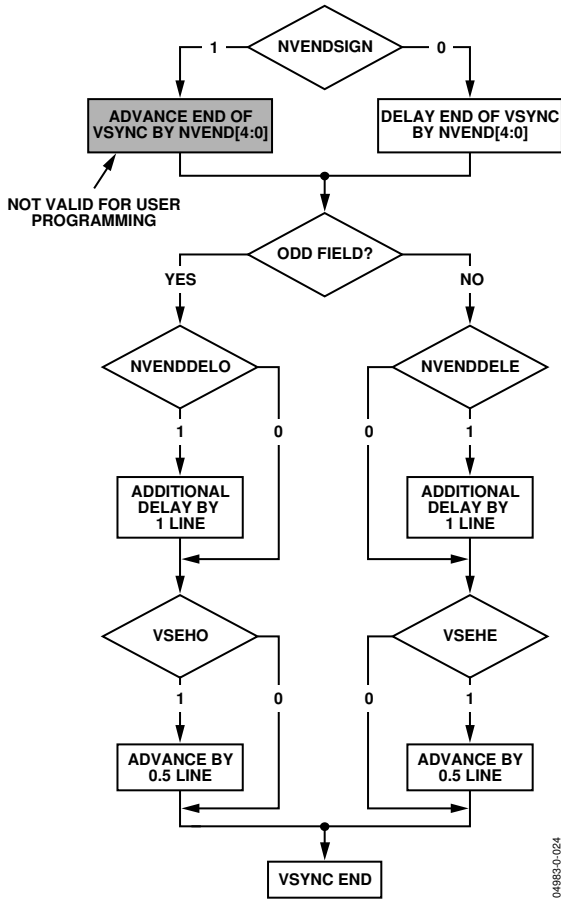 NVENDSIGN
1
0
ADVANCE END OF
VSYNC BY NVEND[4:0]
DELAY END OF VSYNC
BY NVEND[4:0]
NOT VALID FOR USER
PROGRAMMING
ODD FIELD?
YES
NO
NVENDDELO
NVENDDELE
1
0
0
1
ADDITIONAL
DELAY BY
1 LINE
ADDITIONAL
DELAY BY
1 LINE
VSEHO
VSEHE
1
0
0
1
ADVANCE BY
0.5 LINE
ADVANCE BY
0.5 LINE
VSYNC END
04983-0-024